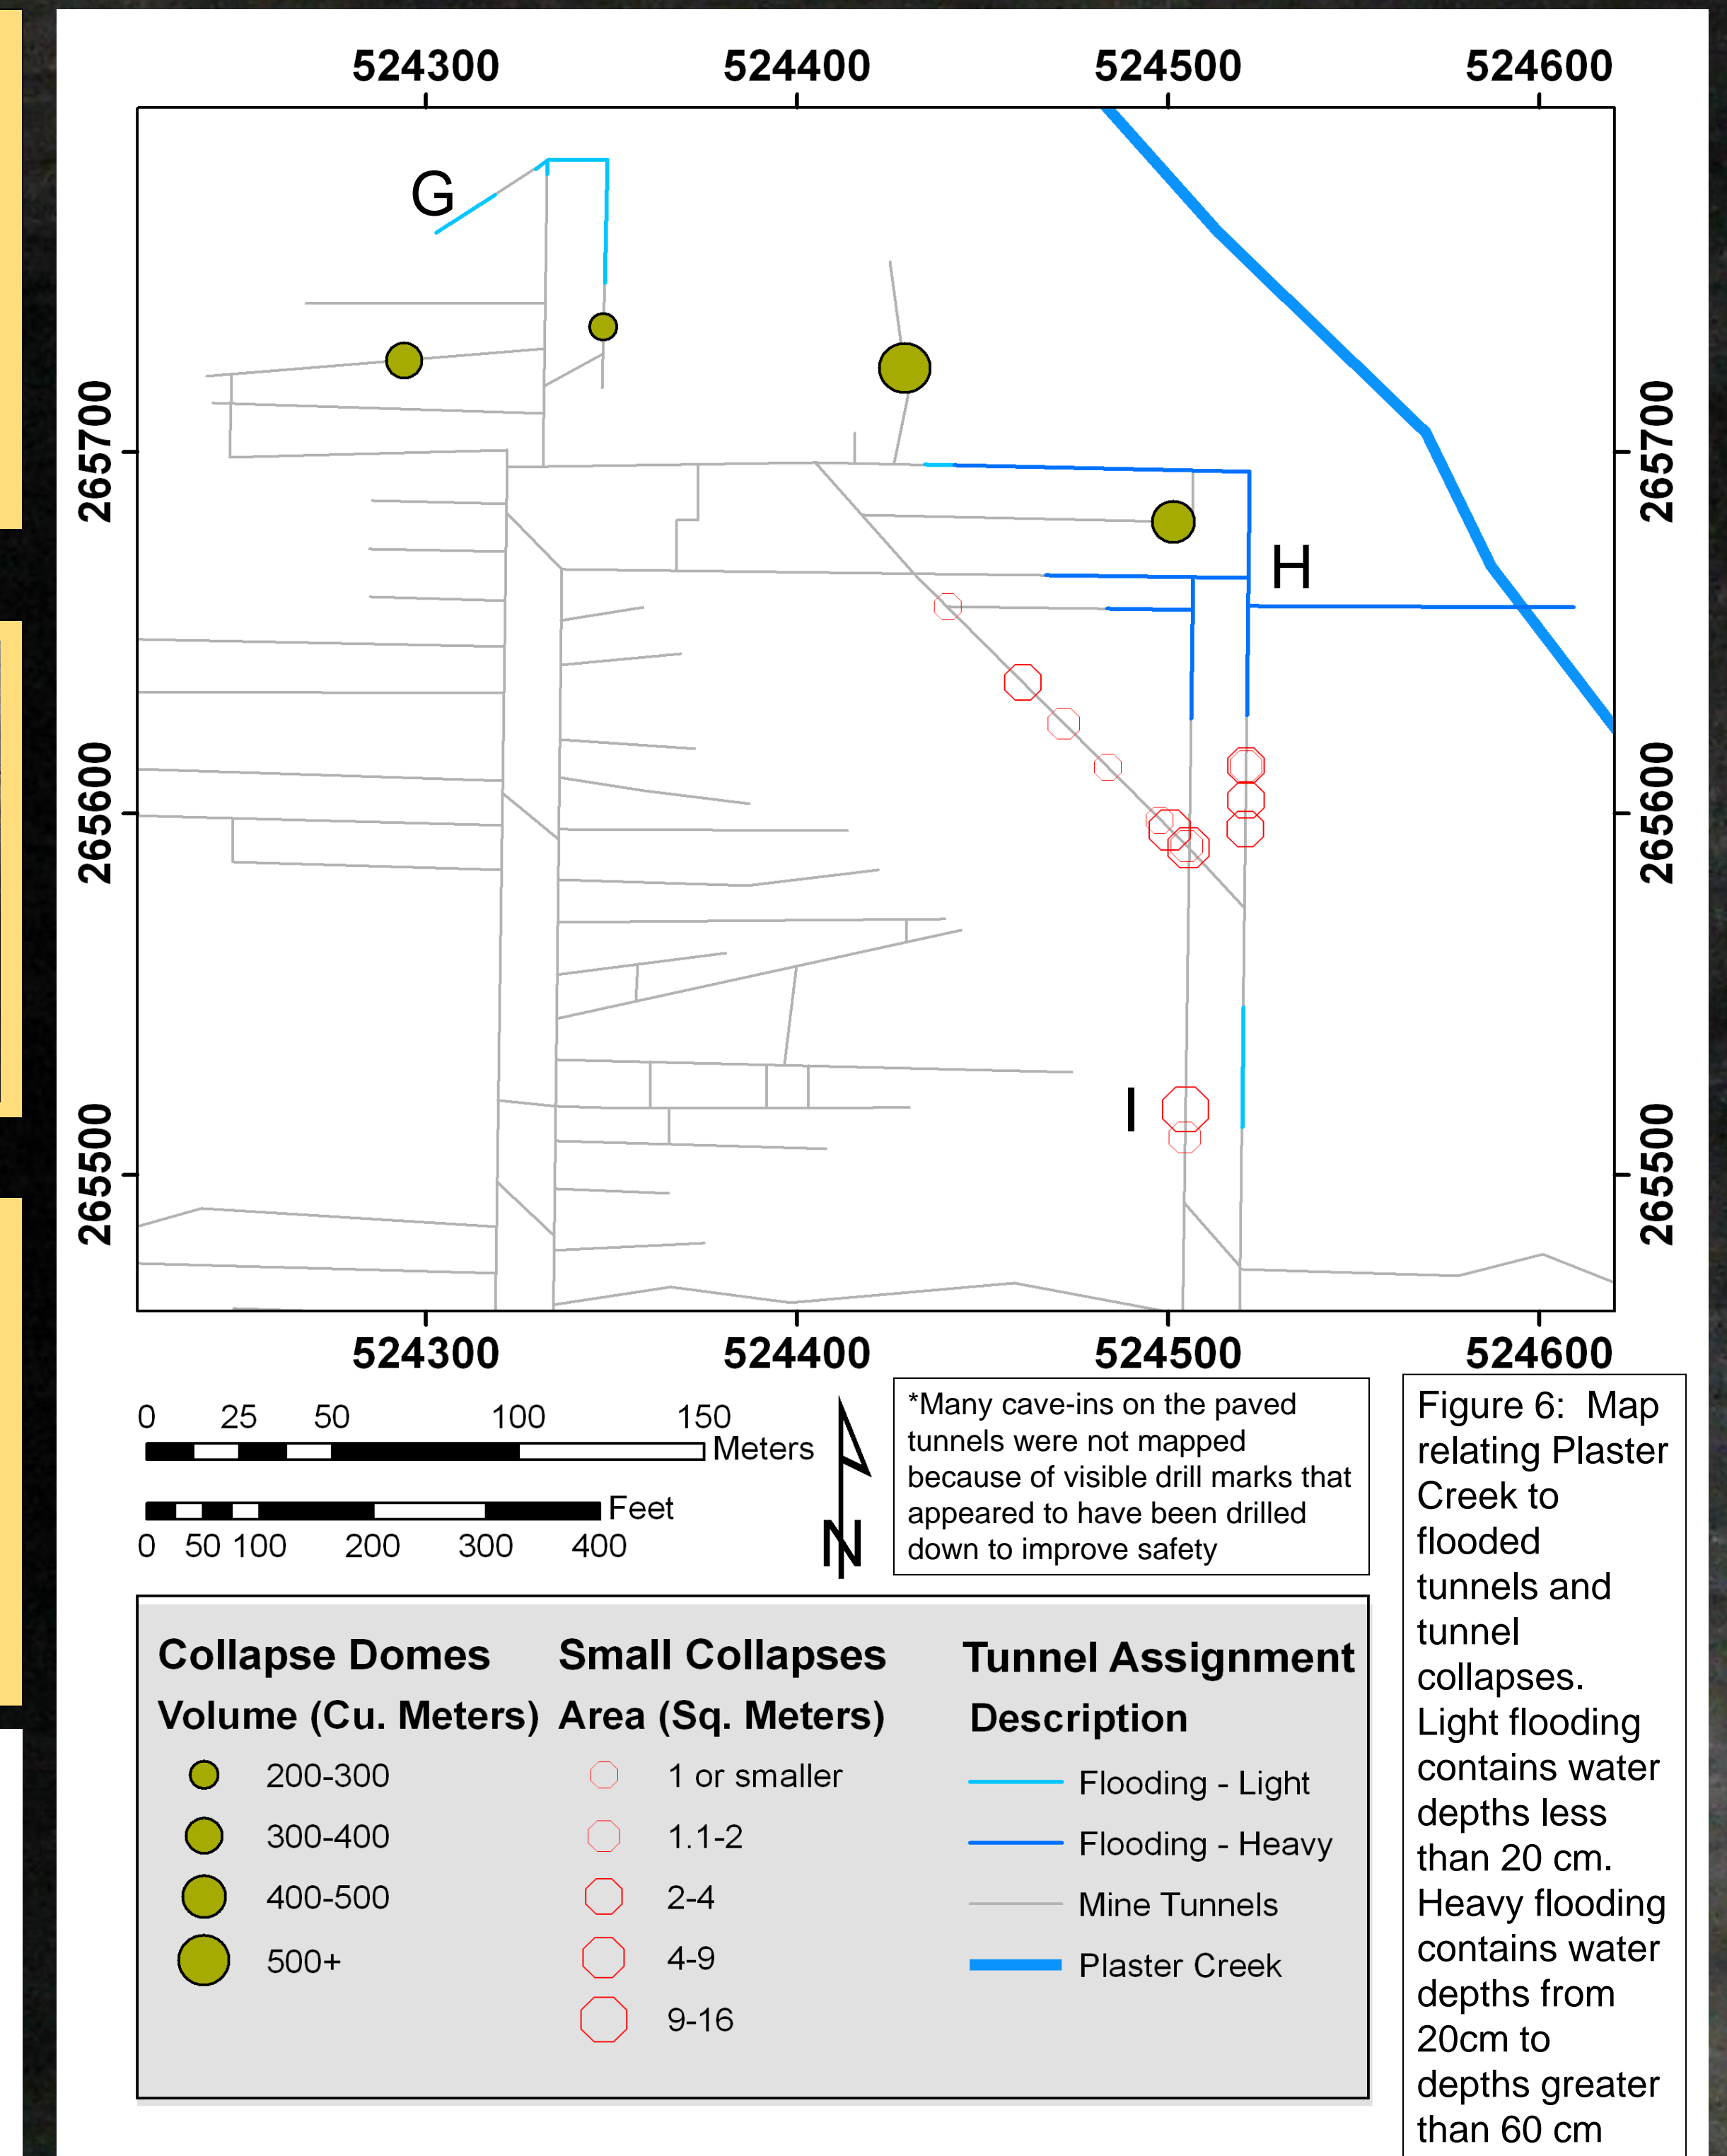 524300 524400 524500 524600
G
265700
265700
H
265600
265600
I
265500
265500
524300 524400 524500 524600
0 25 50 100 150
Meters
Feet
0 50 100 200 300 400
N
*Many cave-ins on the paved
tunnels were not mapped
because of visible drill marks that
appeared to have been drilled
down to improve safety
Collapse Domes
Volume (Cu. Meters)
200-300
300-400
400-500
500+
Small Collapses
Area (Sq. Meters)
1 or smaller
1.1-2
2-4
4-9
9-16
Tunnel Assignment
Description
Flooding - Light
Flooding - Heavy
Mine Tunnels
Plaster Creek
Figure 6: Map
relating Plaster
Creek to
flooded
tunnels and
tunnel
collapses.
Light flooding
contains water
depths less
than 20 cm.
Heavy flooding
contains water
depths from
20cm to
depths greater
than 60 cm